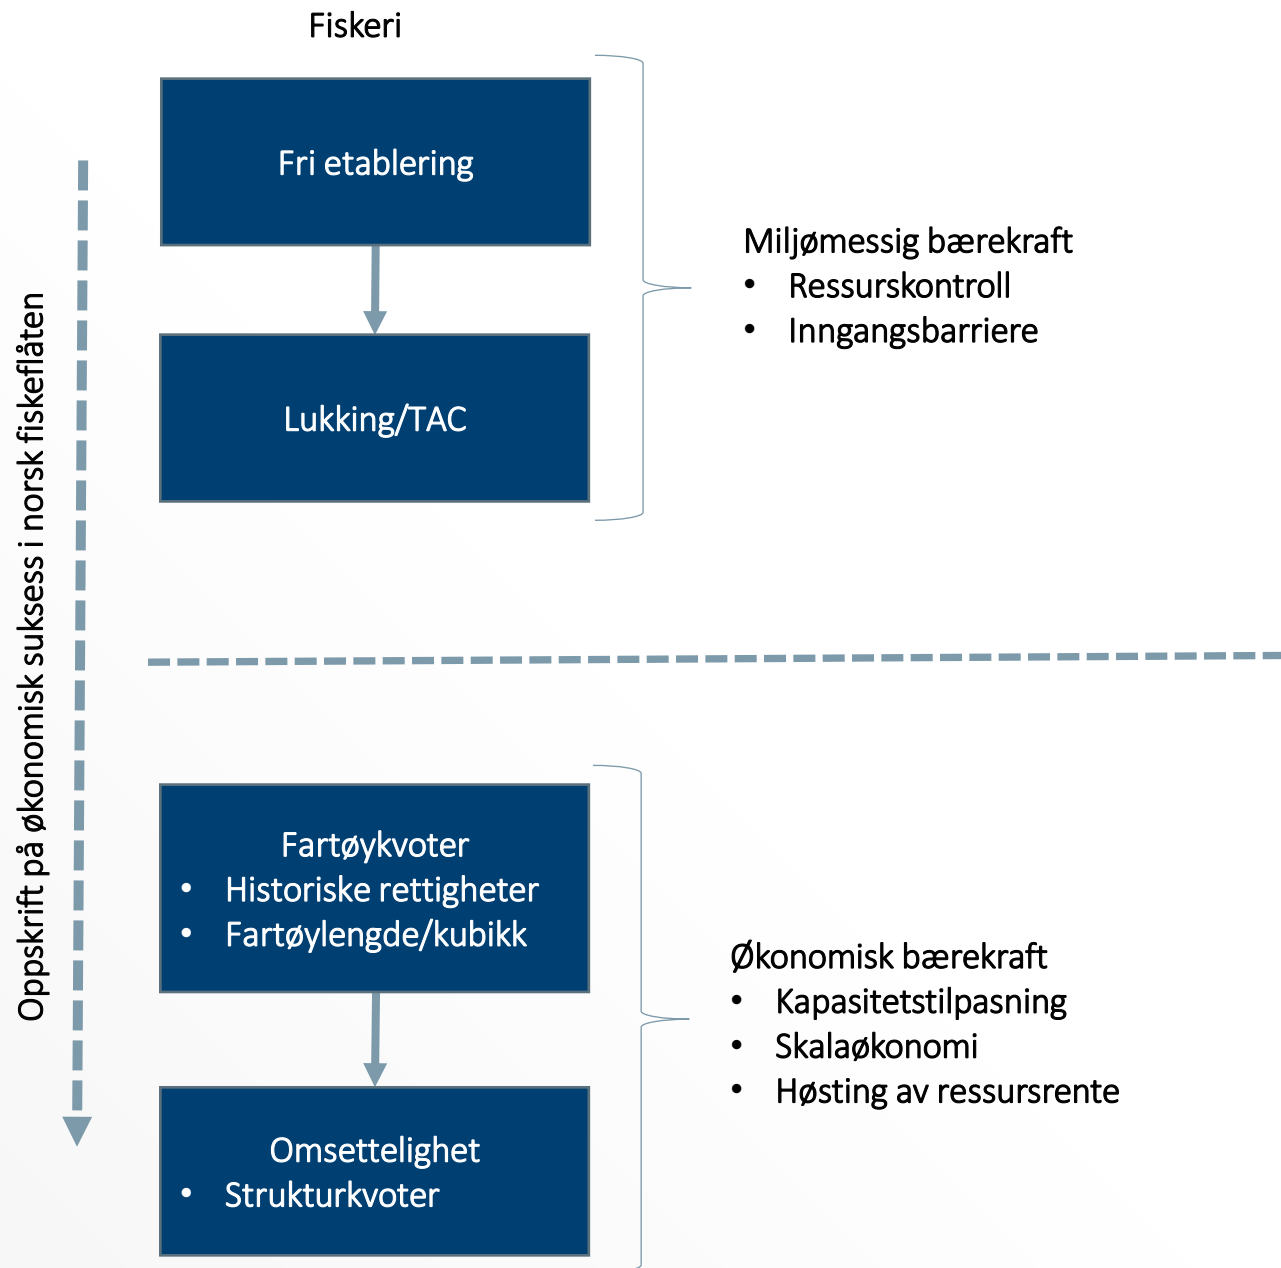 Fiskeri
Fri etablering
Lukking/TAC
Miljømessig bærekraft
• Ressurskontroll
• Inngangsbarriere
Oppskrift på økonomisk suksess i norsk fiskeflåten
Fartøykvoter
• Historiske rettigheter
• Fartøylengde/kubikk
Omsettelighet
• Strukturkvoter
Økonomisk bærekraft
• Kapasitetstilpasning
• Skalaøkonomi
• Høsting av ressursrente